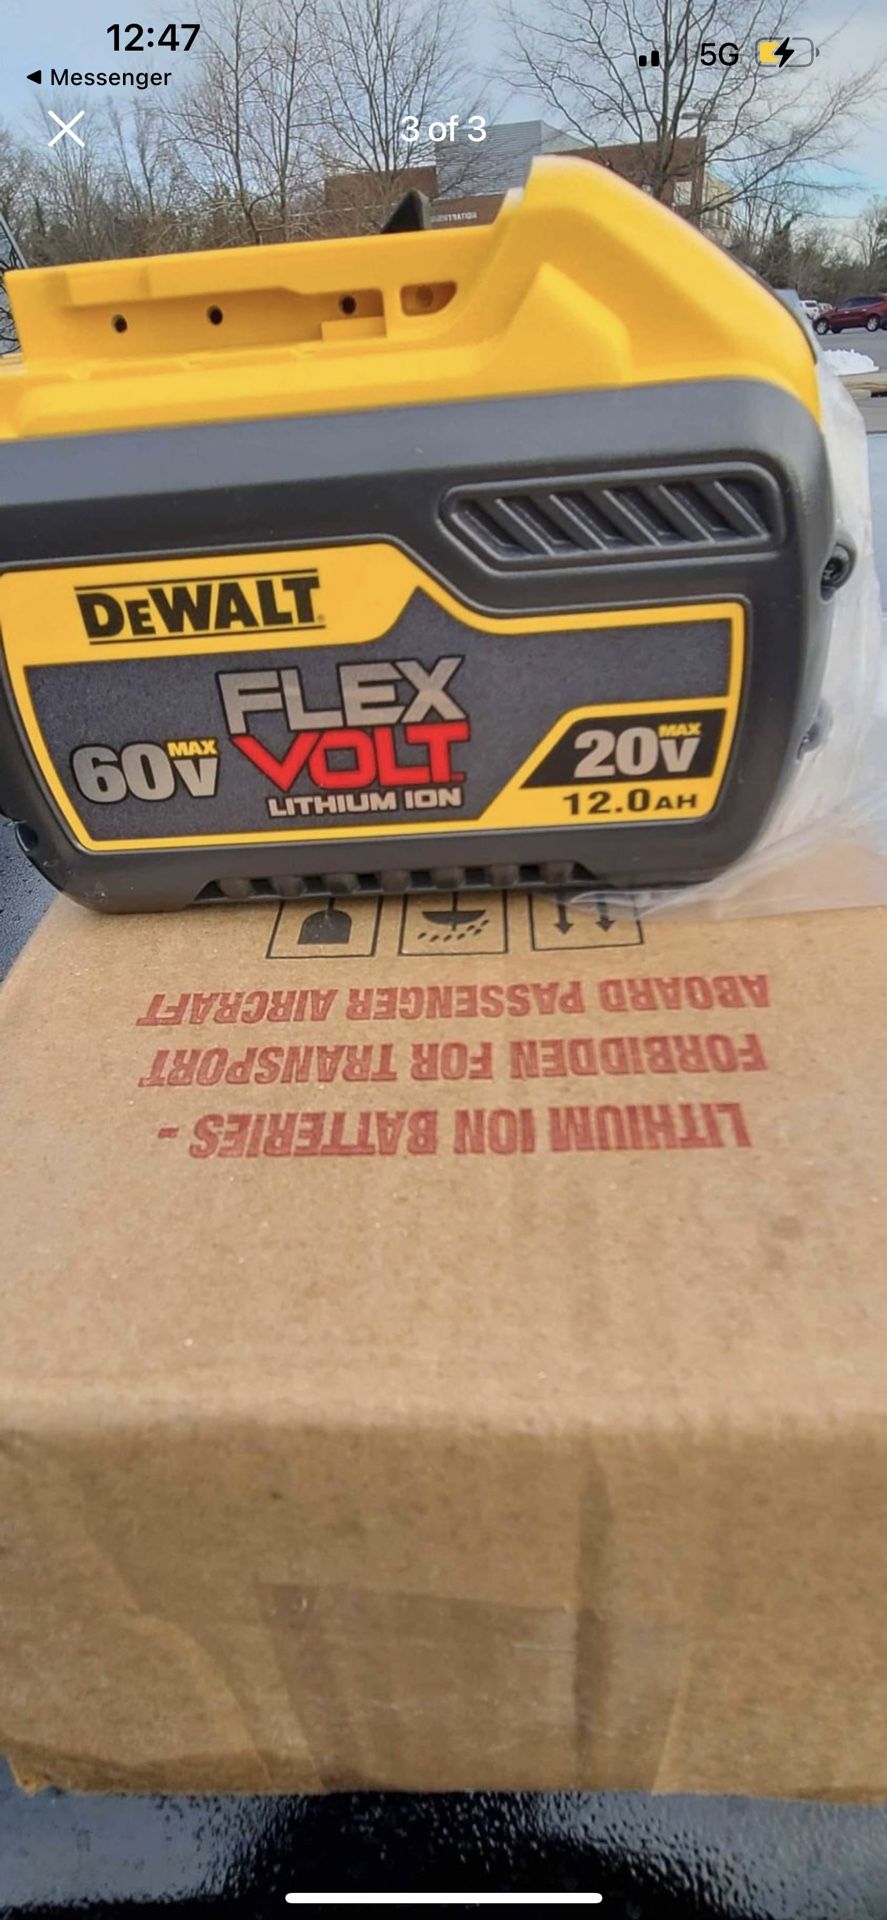 12:47
5G
◀ Messenger
3 of 3
DEWALT
FLEX
60V MAX
VOLT
LITHIUM ION
20V MAX
12.0AH
LITHIUM ION BATTERIES -
FORBIDDEN FOR TRANSPORT
ABOARD PASSENGER AIRCRAFT